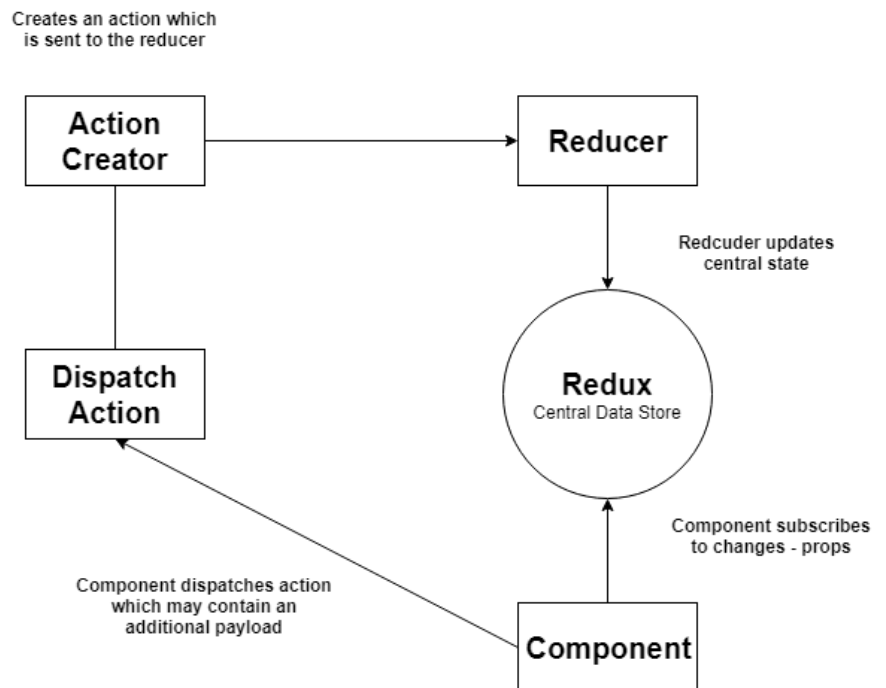 Creates an action which
is sent to the reducer
Action
Creator
Reducer
Redcuder updates
central state
Dispatch
Action
Redux
Central Data Store
Component subscribes
to changes - props
Component dispatches action
which may contain an
additional payload
Component